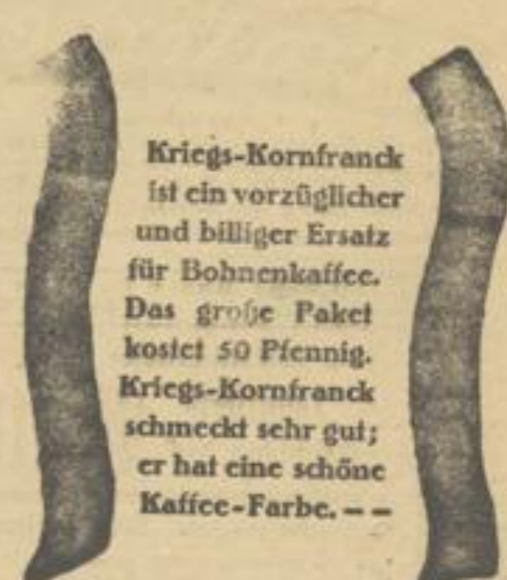 Kriegs-Kornfranck
ist ein vorzüglicher
und billiger Ersatz
für Bohnenkaffee.
Das große Paket
kostet 50 Pfennig.
Kriegs-Kornfranck
schmeckt sehr gut;
er hat eine schöne
Kaffee-Farbe. — —